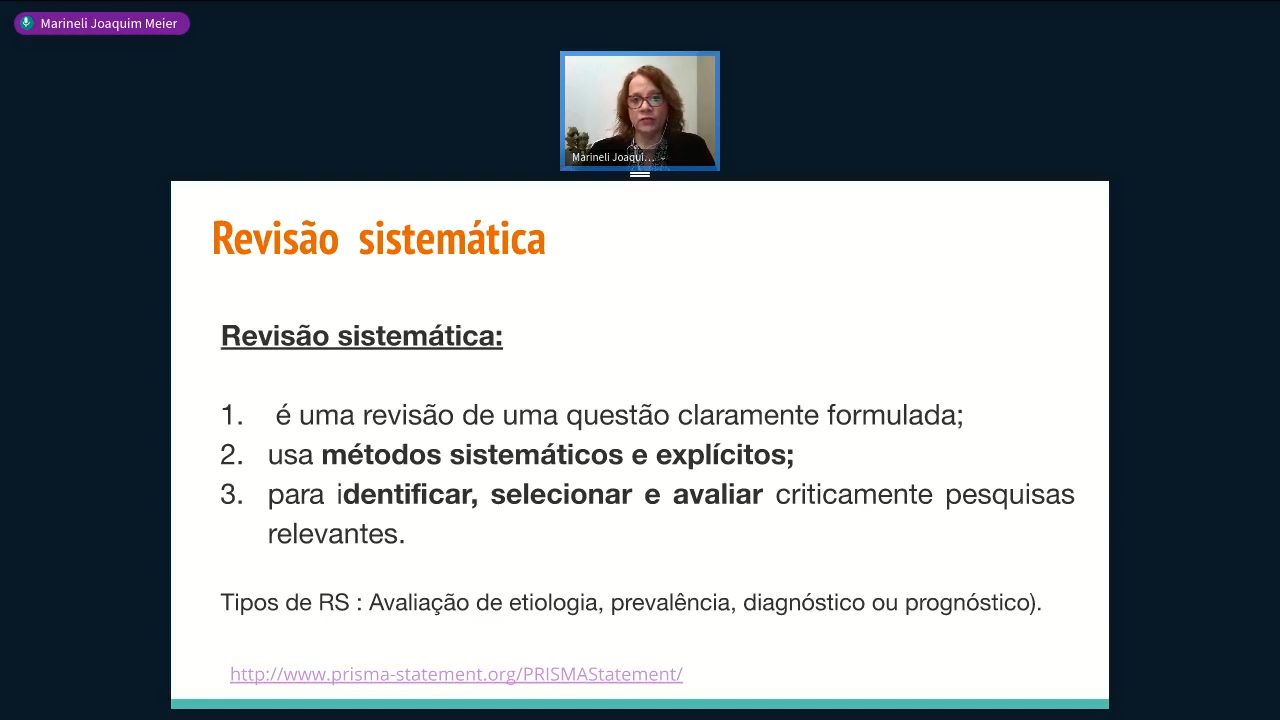 Marineli Joaquim Meier
Marineli Joaqui...
Revisão sistemática
Revisão sistemática:
1. é uma revisão de uma questão claramente formulada;
2. usa métodos sistemáticos e explícitos;
3. para identificar, selecionar e avaliar criticamente pesquisas
relevantes.
Tipos de RS : Avaliação de etiologia, prevalência, diagnóstico ou prognóstico).
http://www.prisma-statement.org/PRISMAStatement/